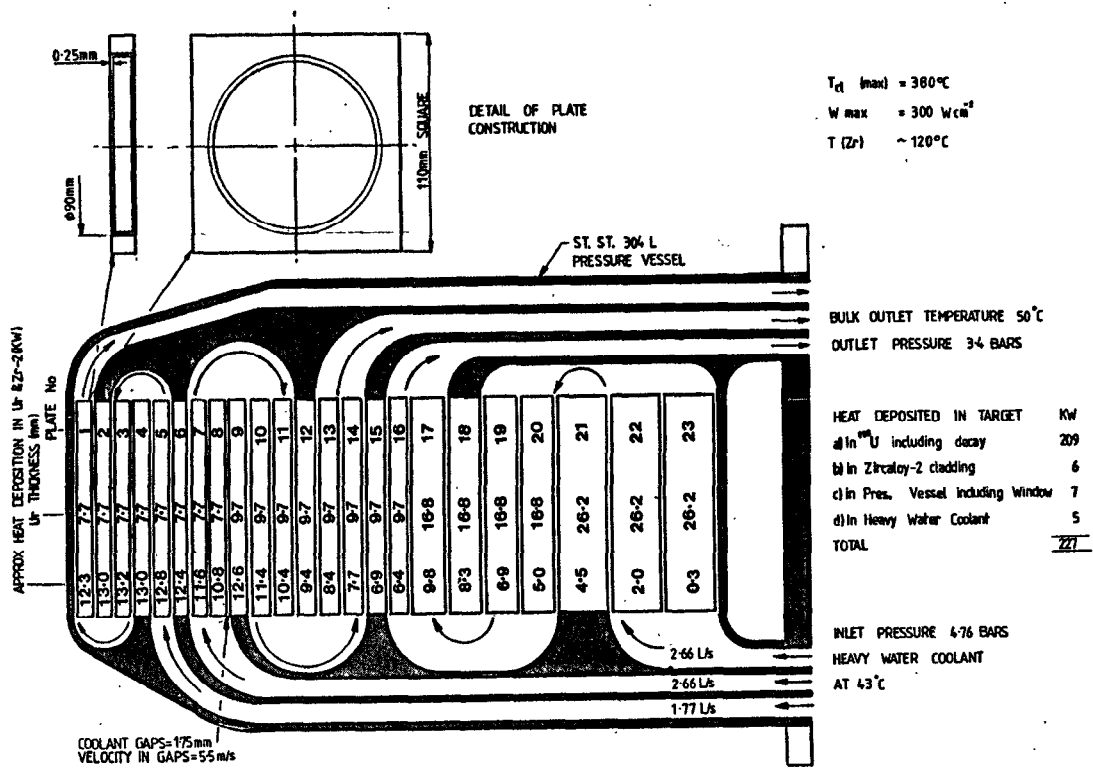 0·25mm
ø90mm
110mm SQUARE
DETAIL OF PLATE
CONSTRUCTION
Tcl (max) = 380°C
W max = 300 Wcm⁻²
T (Zr) ~ 120°C
ST. ST. 304 L
PRESSURE VESSEL
BULK OUTLET TEMPERATURE 50°C
OUTLET PRESSURE 3·4 BARS
APPROX HEAT DEPOSITION IN Ur & Zr~2(KW)
Ur THICKNESS (mm)
PLATE No
1 2 3 4 5 6 7 8 9 10 11 12 13 14 15 16 17 18 19 20 21 22 23
7·7 7·7 7·7 7·7 7·7 7·7 7·7 7·7 9·7 9·7 9·7 9·7 9·7 9·7 9·7 9·7 16·8 16·8 16·8 16·8 26·2 26·2 26·2
12·3 13·0 13·2 13·0 12·8 12·4 11·6 10·8 12·6 11·4 10·4 9·4 8·4 7·7 6·9 6·4 9·8 8·3 6·9 5·0 4·5 2·0 0·3
HEAT DEPOSITED IN TARGET KW
a) In U including decay 209
b) In Zircaloy-2 cladding 6
c) In Pres. Vessel including Window 7
d) In Heavy Water Coolant 5
TOTAL 227
INLET PRESSURE 4·76 BARS
HEAVY WATER COOLANT
AT 43°C
2·66 L/s
2·66 L/s
1·77 L/s
COOLANT GAPS=1·75mm
VELOCITY IN GAPS=5·5 m/s